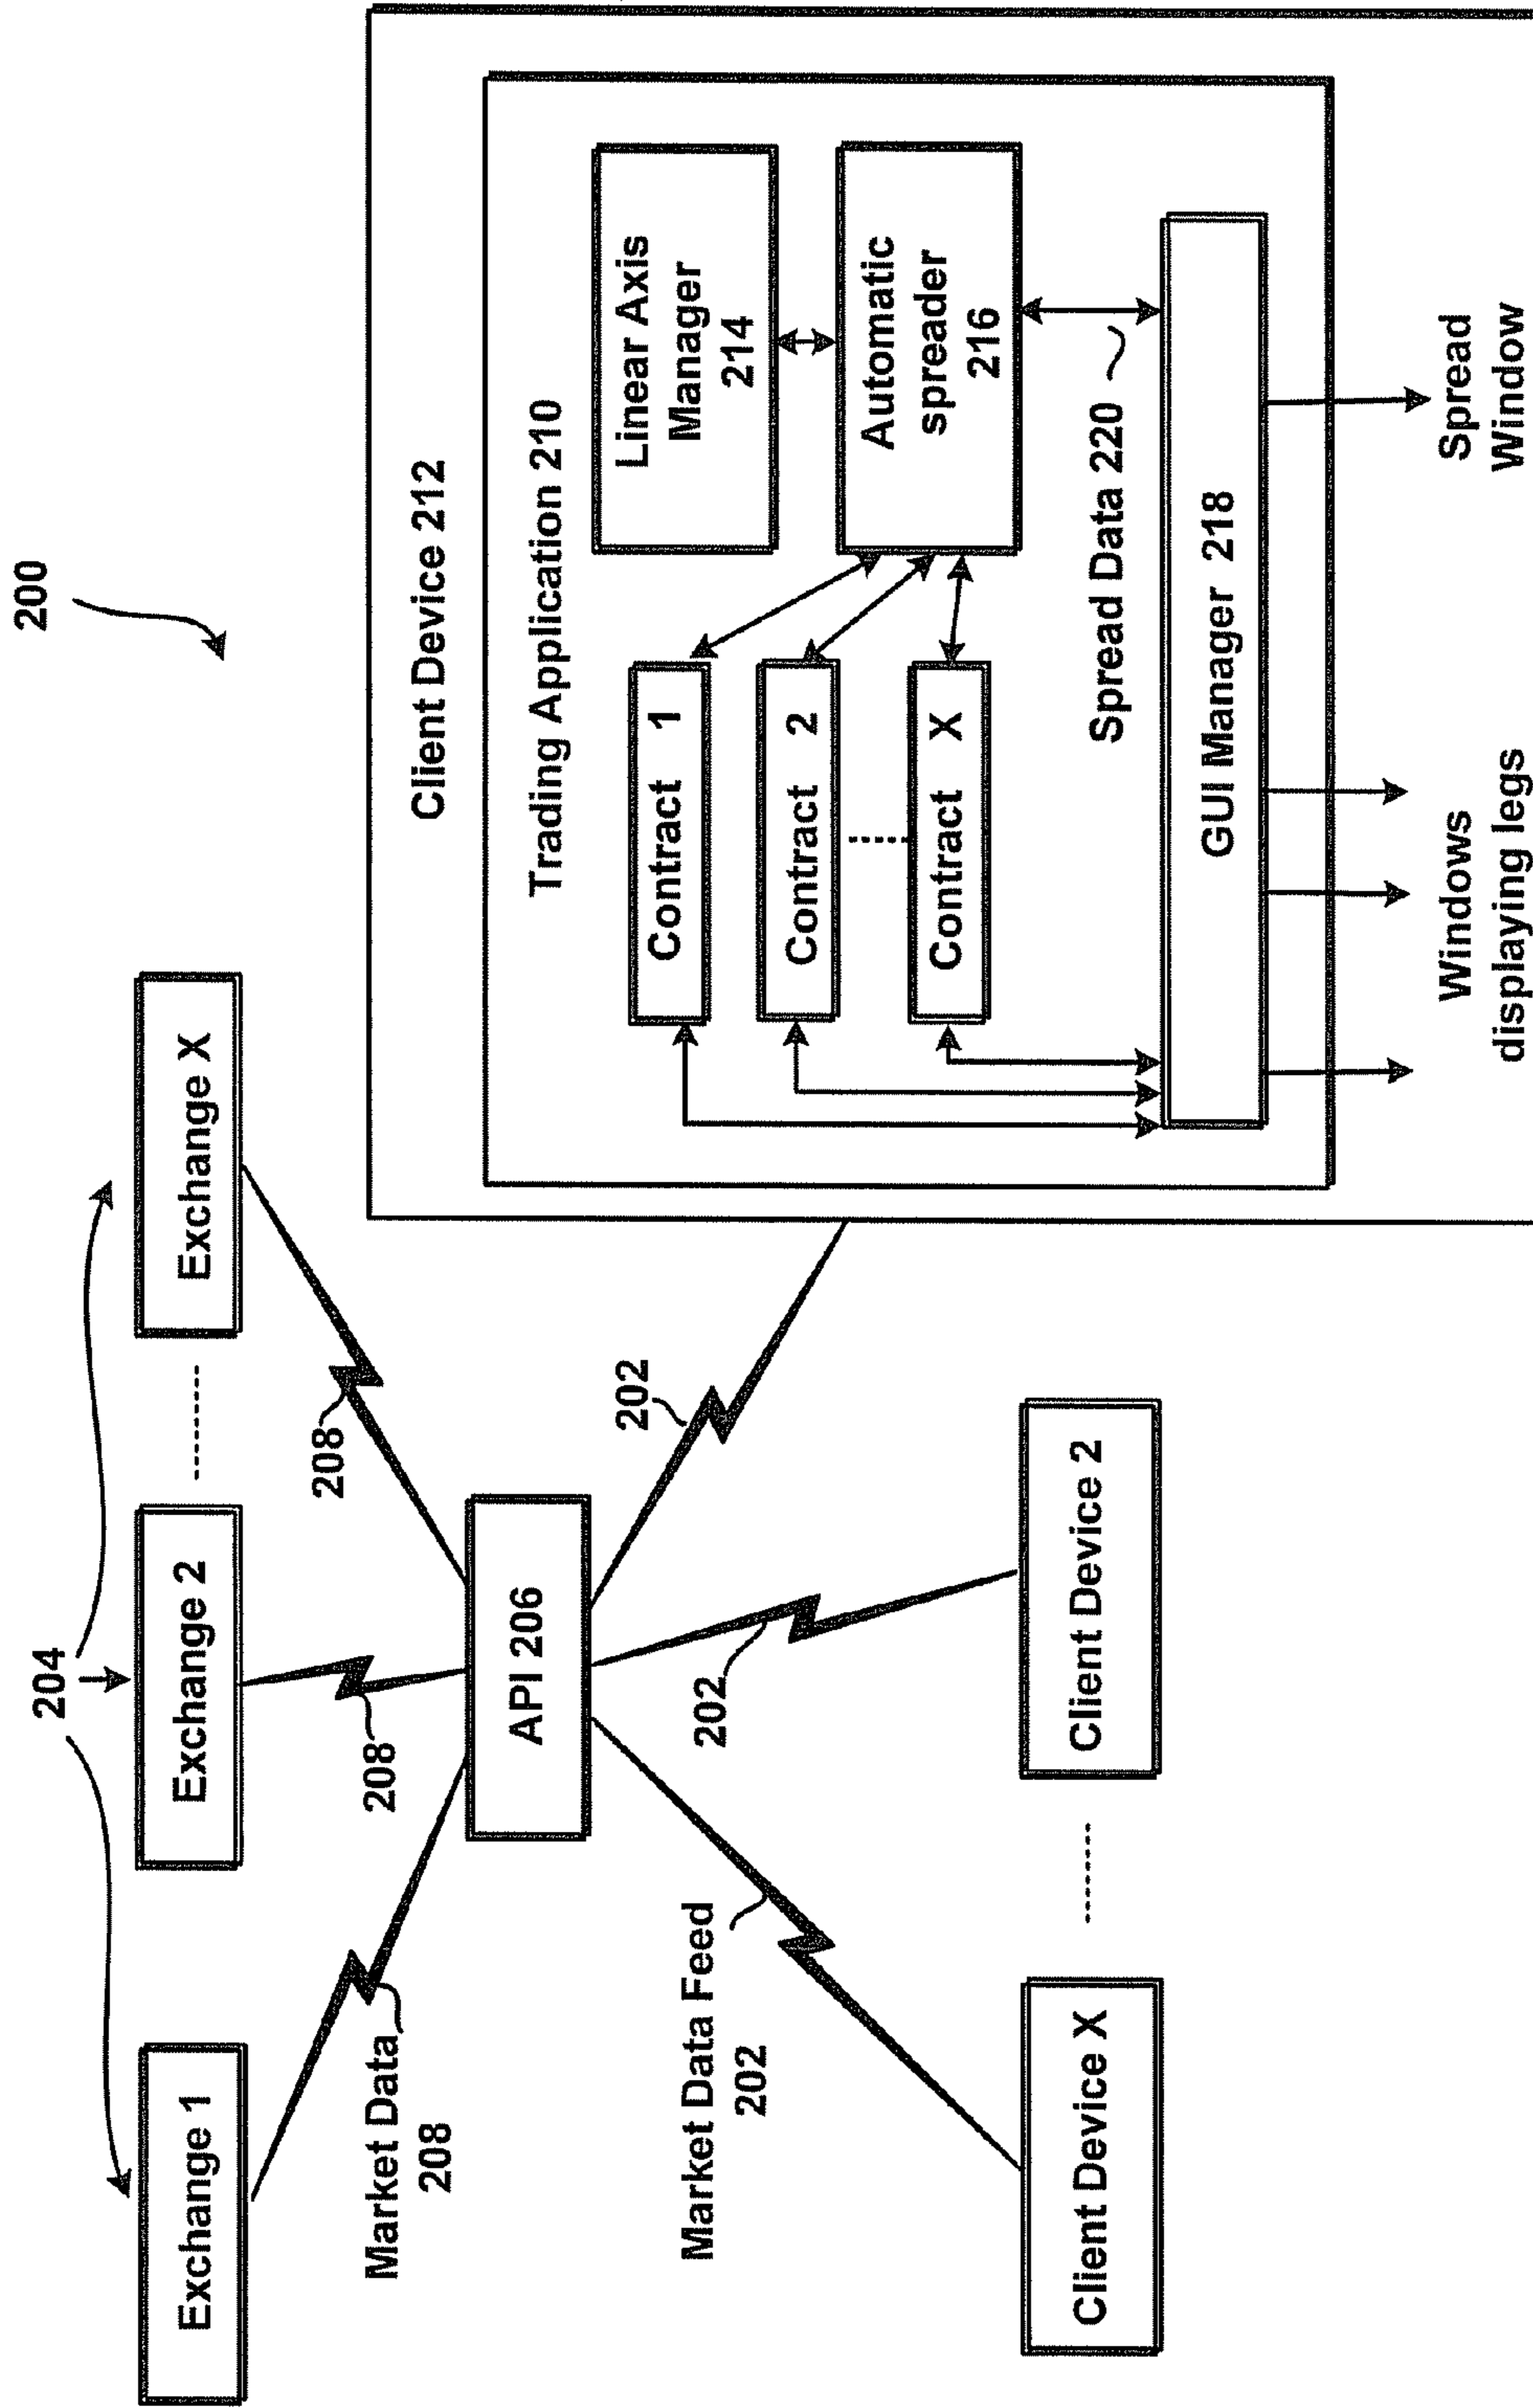 200
204
Exchange 1
Exchange 2
Exchange X
Market Data
208
208
208
API 206
Market Data Feed
202
202
202
Client Device X
Client Device 2
Client Device 212
Trading Application 210
Contract 1
Contract 2
Contract X
Linear Axis
Manager
214
Automatic
spreader
216
Spread Data 220
GUI Manager 218
Windows
displaying legs
Spread
Window